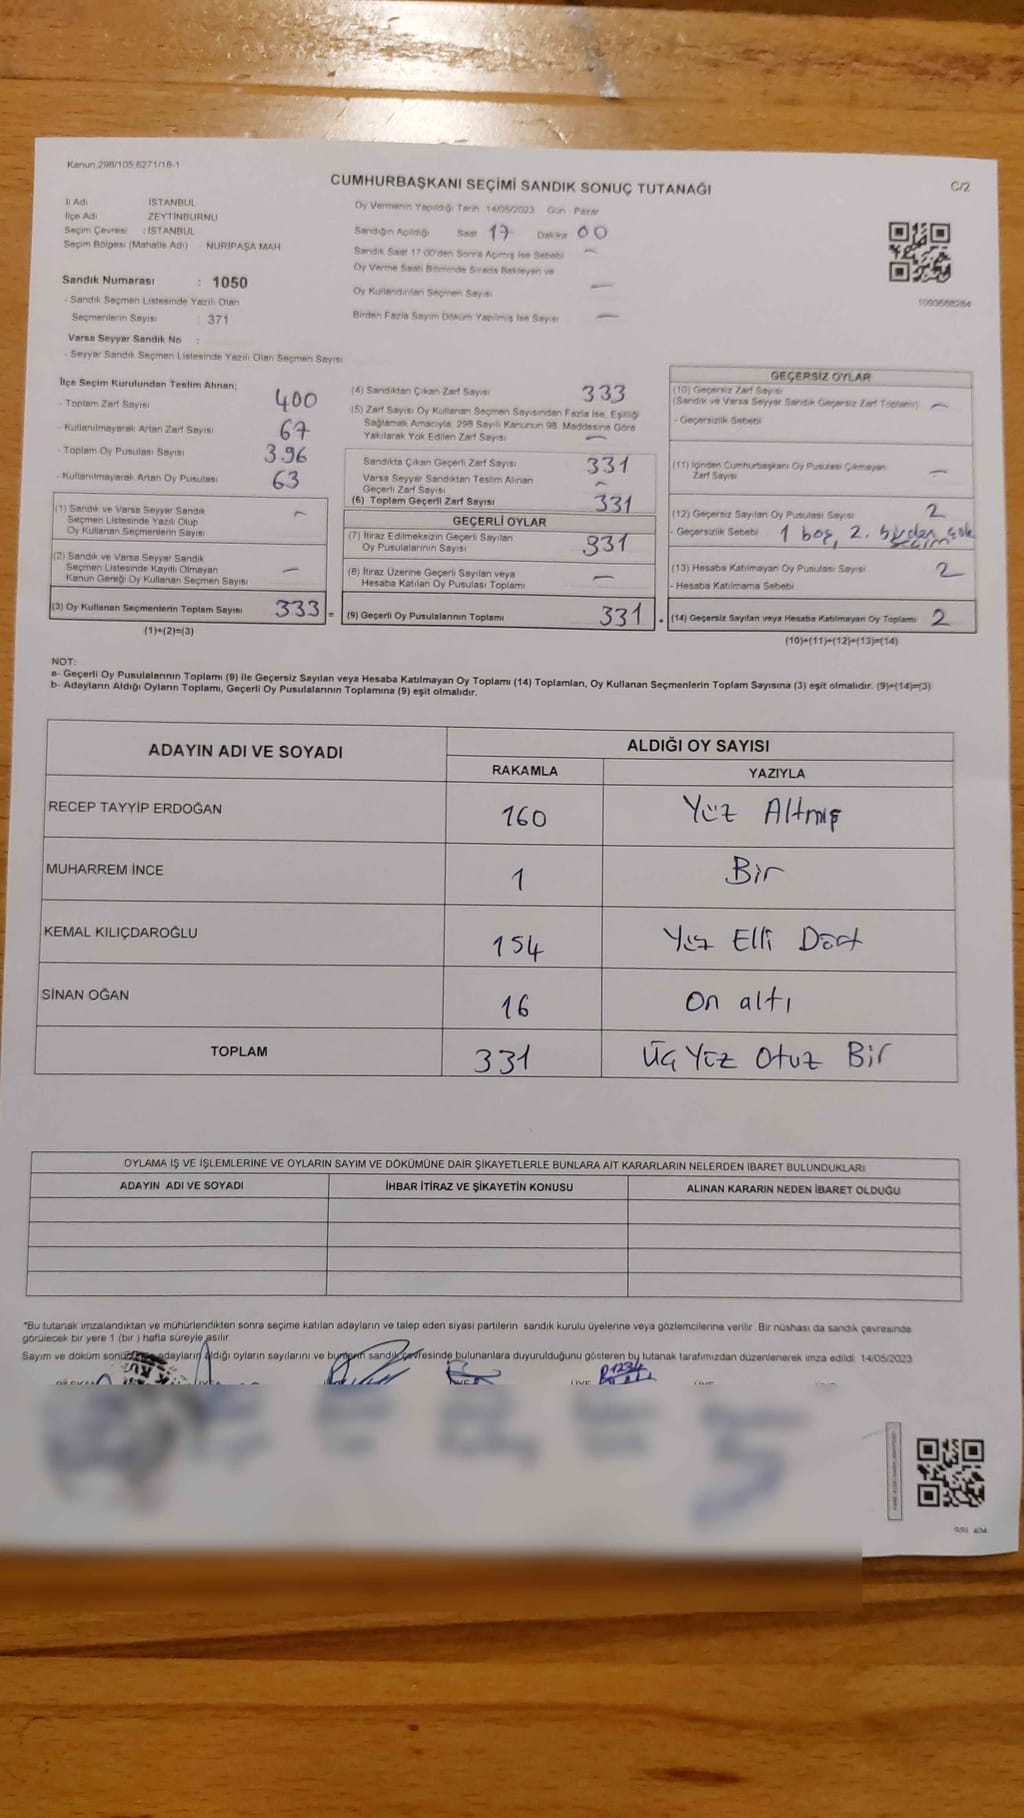 Kanun.298/105,6271/18-1
CUMHURBAŞKANI SEÇİMİ SANDIK SONUÇ TUTANAĞI
C/2
İl Adı İSTANBUL
İlçe Adı ZEYTİNBURNU
Seçim Çevresi : İSTANBUL
Seçim Bölgesi (Mahalle Adı) NURİPAŞA MAH
Sandık Numarası : 1050
- Sandık Seçmen Listesinde Yazılı Olan
Seçmenlerin Sayısı : 371
Varsa Seyyar Sandık No :
- Seyyar Sandık Seçmen Listesinde Yazılı Olan Seçmen Sayısı
Oy Vermenin Yapıldığı Tarih 14/05/2023 Gün Pazar
Sandığın Açıldığı Saat 17 Dakika 00
Sandık Saat 17.00'den Sonra Açmış İse Sebebi —
Oy Verme Saati Bitiminde Sırada Bekleyen ve
Oy Kullandırılan Seçmen Sayısı —
Birden Fazla Sayım Döküm Yapılmış İse Sayısı —
1093688284
İlçe Seçim Kurulundan Teslim Alınan;
- Toplam Zarf Sayısı 400
- Kullanılmayarak Artan Zarf Sayısı 67
- Toplam Oy Pusulası Sayısı 396
- Kullanılmayarak Artan Oy Pusulası 63
(1) Sandık ve Varsa Seyyar Sandık
Seçmen Listesinde Yazılı Olup
Oy Kullanan Seçmenlerin Sayısı —
(2) Sandık ve Varsa Seyyar Sandık
Seçmen Listesinde Kayıtlı Olmayan
Kanun Gereği Oy Kullanan Seçmen Sayısı —
(3) Oy Kullanan Seçmenlerin Toplam Sayısı 333 =
(1)+(2)=(3)
(4) Sandıktan Çıkan Zarf Sayısı 333
(5) Zarf Sayısı Oy Kullanan Seçmen Sayısından Fazla İse, Eşitliği
Sağlamak Amacıyla, 298 Sayılı Kanunun 98. Maddesine Göre
Yakılarak Yok Edilen Zarf Sayısı —
Sandıkta Çıkan Geçerli Zarf Sayısı 331
Varsa Seyyar Sandıktan Teslim Alınan
Geçerli Zarf Sayısı —
(6) Toplam Geçerli Zarf Sayısı 331
GEÇERLİ OYLAR
(7) İtiraz Edilmeksizin Geçerli Sayılan
Oy Pusulalarının Sayısı 331
(8) İtiraz Üzerine Geçerli Sayılan veya
Hesaba Katılan Oy Pusulası Toplamı —
(9) Geçerli Oy Pusulalarının Toplamı 331 +
GEÇERSİZ OYLAR
(10) Geçersiz Zarf Sayısı
(Sandık ve Varsa Seyyar Sandık Geçersiz Zarf Toplamı) —
- Geçersizlik Sebebi
(11) İçinden Cumhurbaşkanı Oy Pusulası Çıkmayan
Zarf Sayısı —
(12) Geçersiz Sayılan Oy Pusulası Sayısı 2
- Geçersizlik Sebebi 1 boş, 2. birden çok
seçim
(13) Hesaba Katılmayan Oy Pusulası Sayısı 2
- Hesaba Katılmama Sebebi
(14) Geçersiz Sayılan veya Hesaba Katılmayan Oy Toplamı 2
(10)+(11)+(12)+(13)=(14)
NOT:
a- Geçerli Oy Pusulalarının Toplamı (9) ile Geçersiz Sayılan veya Hesaba Katılmayan Oy Toplamı (14) Toplamları, Oy Kullanan Seçmenlerin Toplam Sayısına (3) eşit olmalıdır. (9)+(14)=(3)
b- Adayların Aldığı Oyların Toplamı, Geçerli Oy Pusulalarının Toplamına (9) eşit olmalıdır.
ADAYIN ADI VE SOYADI
ALDIĞI OY SAYISI
RAKAMLA YAZIYLA
RECEP TAYYİP ERDOĞAN 160 Yüz Altmış
MUHARREM İNCE 1 Bir
KEMAL KILIÇDAROĞLU 154 Yüz Elli Dört
SİNAN OĞAN 16 On altı
TOPLAM 331 Üç Yüz Otuz Bir
OYLAMA İŞ VE İŞLEMLERİNE VE OYLARIN SAYIM VE DÖKÜMÜNE DAİR ŞİKAYETLERLE BUNLARA AİT KARARLARIN NELERDEN İBARET BULUNDUKLARI
ADAYIN ADI VE SOYADI İHBAR İTİRAZ VE ŞİKAYETİN KONUSU ALINAN KARARIN NEDEN İBARET OLDUĞU
*Bu tutanak imzalandıktan ve mühürlendikten sonra seçime katılan adayların ve talep eden siyasi partilerin sandık kurulu üyelerine veya gözlemcilerine verilir. Bir nüshası da sandık çevresinde
görülecek bir yere 1 (bir ) hafta süreyle asılır.
Sayım ve döküm adayların aldığı oyların sayılarını ve bunların sandık çevresinde bulunanlara duyurulduğunu gösteren bu tutanak tarafımızdan düzenlenerek imza edildi. 14/05/2023